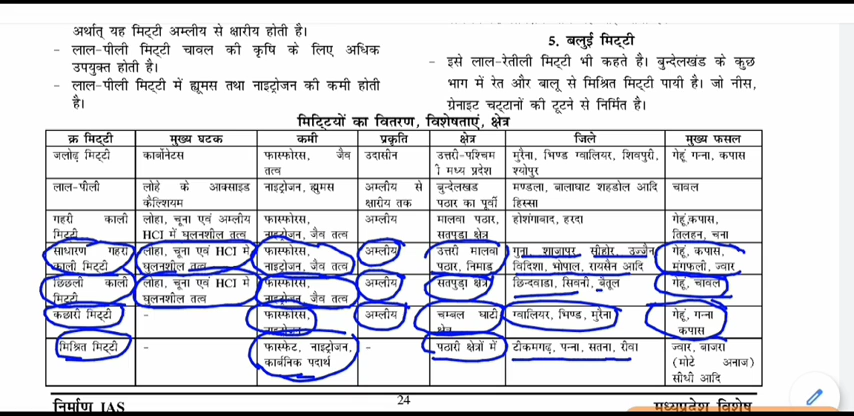 अर्थात् यह मिट्टी अम्लीय से क्षारीय होती है।
- लाल-पीली मिट्टी चावल की कृषि के लिए अधिक
उपयुक्त होती है।
- लाल-पीली मिट्टी में ह्यूमस तथा नाइट्रोजन की कमी होती
है।
5. बलुई मिट्टी
- इसे लाल-रेतीली मिट्टी भी कहते है। बुन्देलखंड के कुछ
भाग में रेत और बालू से मिश्रित मिट्टी पायी है। जो नीस,
ग्रेनाइट चट्टानों की टूटने से निर्मित है।
मिट्टियों का वितरण, विशेषताएं, क्षेत्र
क्र मिट्टी मुख्य घटक कमी प्रकृति क्षेत्र जिले मुख्य फसल
जलोढ़ मिट्टी कार्बोनेटस फास्फोरस, जैव उदासीन उत्तरी-पश्चिम मुरैना, भिण्ड ग्वालियर, शिवपुरी, गेहूं गन्ना, कपास
तत्व ी मध्य प्रदेश श्योपुर
लाल-पीली लोहे के आक्साइड नाइट्रोजन, ह्युमस अम्लीय से बुन्देलखण्ड मण्डला, बालाघाट शहडोल आदि चावल
कैल्शियम क्षारीय तक पठार का पूर्वी हिस्सा
गहरी काली लोहा, चूना एवं अम्लीय फास्फोरस, अम्लीय मालवा पठार, होशंगाबाद, हरदा गेहूं,कपास,
मिट्टी HCI में घुलनशील तत्व नाइट्रोजन, जैव तत्व सतपुड़ा क्षेत्र तिलहन, चना
साधारण गहरी लोहा, चूना एवं HCI मे फास्फोरस, अम्लीय उत्तरी मालवा गुना, शाजापुर, सीहोर, उज्जैन गेहूं, कपास,
काली मिट्टी घुलनशील तत्व नाइट्रोजन, जैव तत्व पठार, निमाड़ विदिशा, भोपाल, रायसेन आदि मूंगफली, ज्वार
छिछली काली लोहा, चूना एवं HCI मे फास्फोरस, अम्लीय सतपुड़ा क्षेत्र छिन्दवाडा, सिवनी, बैतूल गेहूं, चावल
मिट्टी घुलनशील तत्व नाइट्रोजन, जैव तत्व
कछारी मिट्टी - फास्फोरस, अम्लीय चम्बल घाटी ग्वालियर, भिण्ड, मुरैना गेहूं, गन्ना
नाइट्रोजन क्षेत्र कपास
मिश्रित मिट्टी - फास्फेट, नाइट्रोजन, - पठारी क्षेत्रों में टीकमगढ़, पन्ना, सतना, रीवा ज्वार, बाजरा
कार्बनिक पदार्थ (मोटे अनाज)
सीधी आदि
निर्माण IAS 24 मध्यप्रदेश विशेष